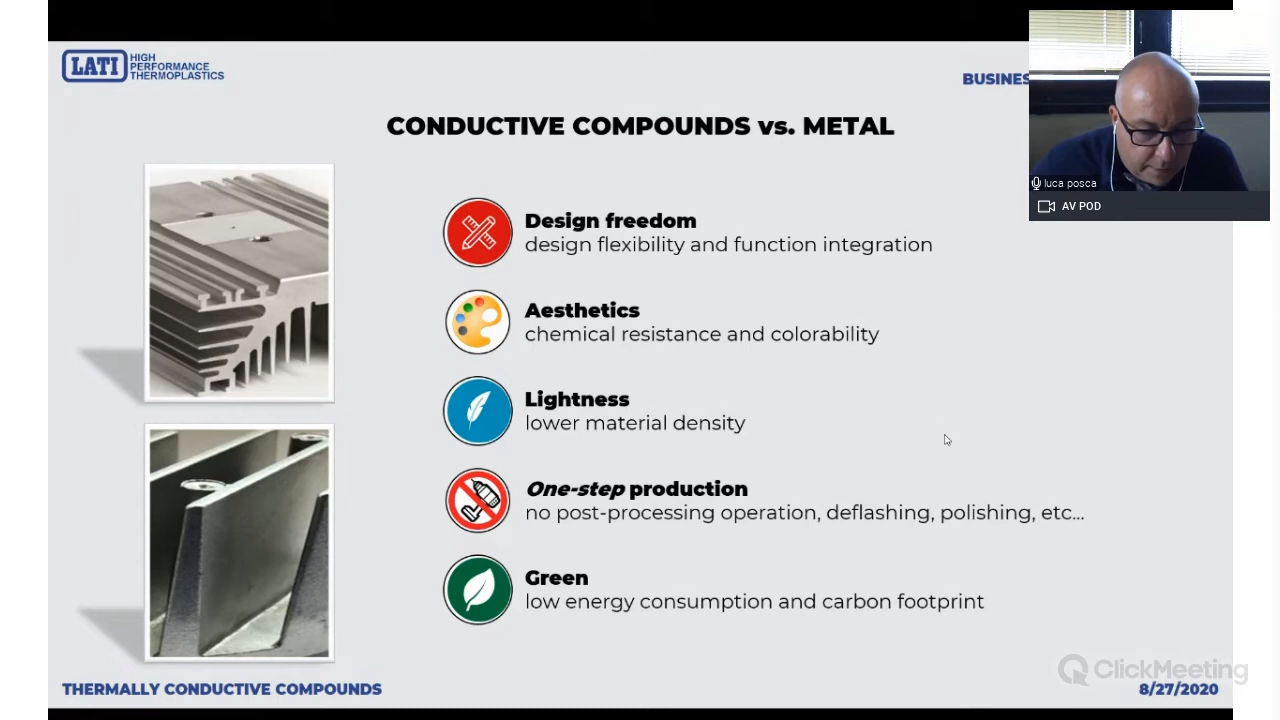 LATI
HIGH
PERFORMANCE
THERMOPLASTICS
CONDUCTIVE COMPOUNDS vs. METAL
luca posca
AV POD
Design freedom
design flexibility and function integration
Aesthetics
chemical resistance and colorability
Lightness
lower material density
One-step production
no post-processing operation, deflashing, polishing, etc...
Green
low energy consumption and carbon footprint
ClickMeeting
THERMALLY CONDUCTIVE COMPOUNDS
8/27/2020